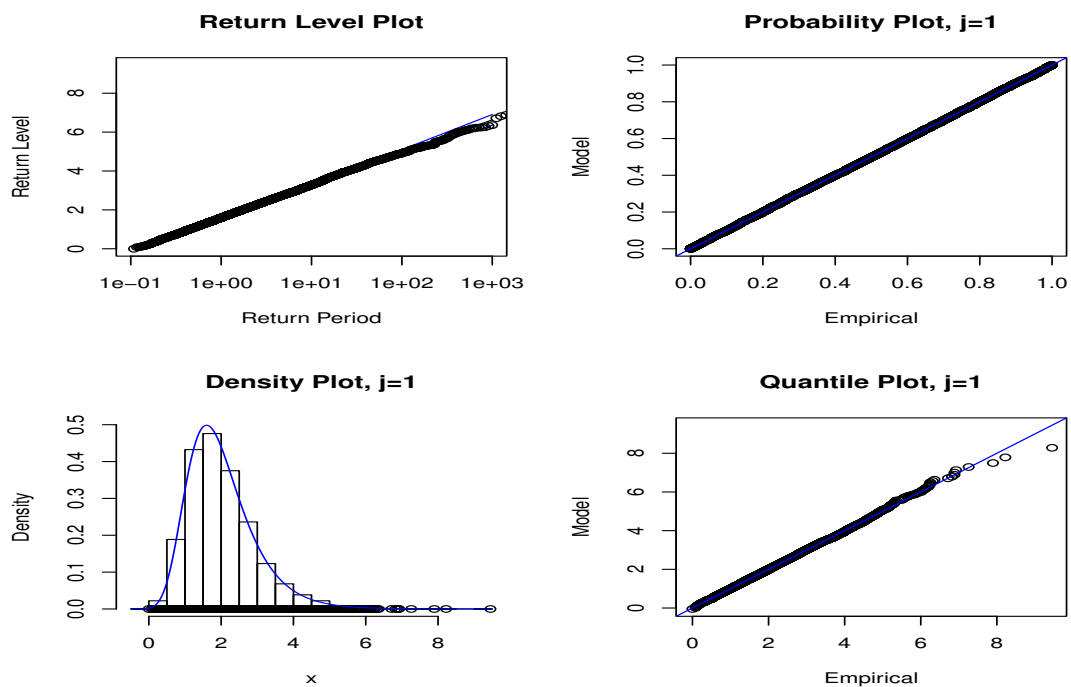 Return Level Plot
Return Level
0
2
4
6
8
1e−01
1e+00
1e+01
1e+02
1e+03
Return Period
Probability Plot, j=1
Model
0.0
0.2
0.4
0.6
0.8
1.0
0.0
0.2
0.4
0.6
0.8
1.0
Empirical
Density Plot, j=1
Density
0.0
0.1
0.2
0.3
0.4
0.5
0
2
4
6
8
x
Quantile Plot, j=1
Model
0
2
4
6
8
0
2
4
6
8
Empirical